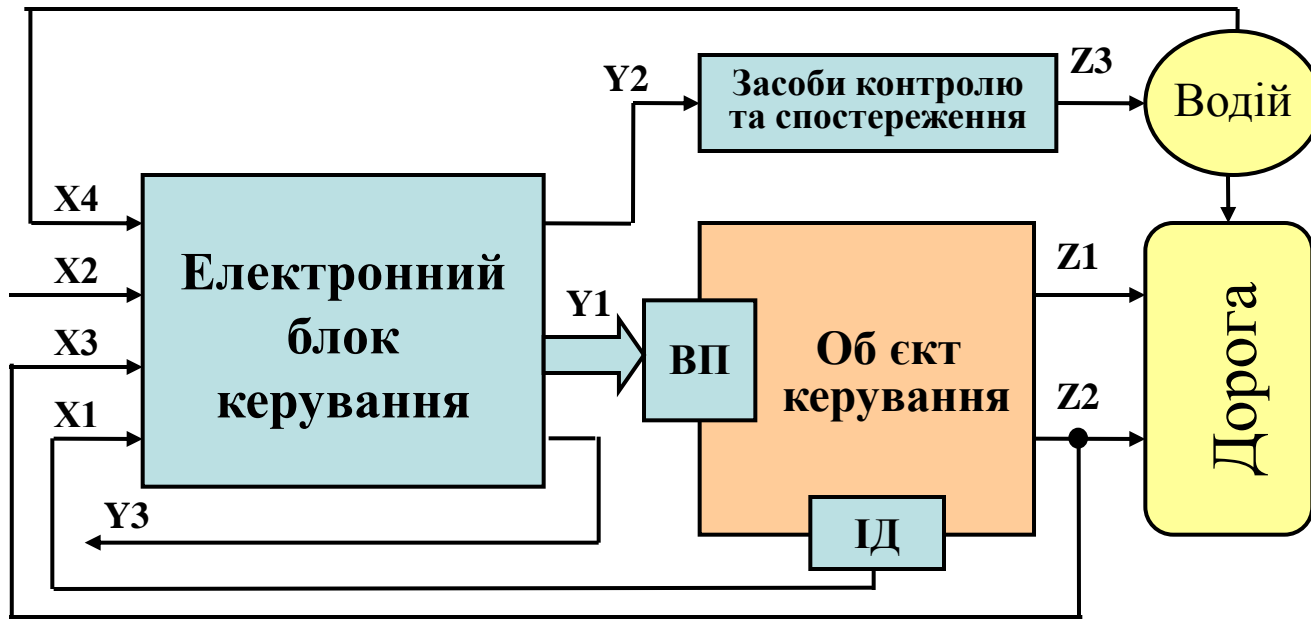 Y2
Засоби контролю
та спостереження
Z3
Водій
X4
X2
X3
X1
Електронний
блок
керування
Y1
ВП
Об єкт
керування
Z1
Z2
Дорога
Y3
ІД